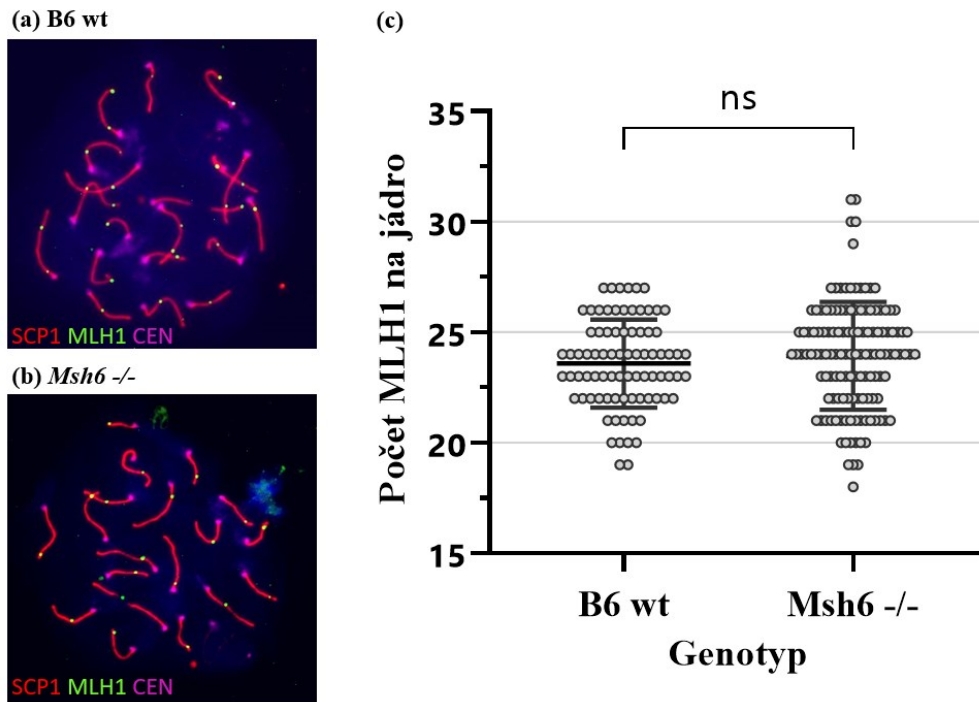 (a) B6 wt
SCP1 MLH1 CEN
(b) Msh6 -/-
SCP1 MLH1 CEN
(c)
ns
Počet MLH1 na jádro
35
30
25
20
15
B6 wt
Msh6 -/-
Genotyp